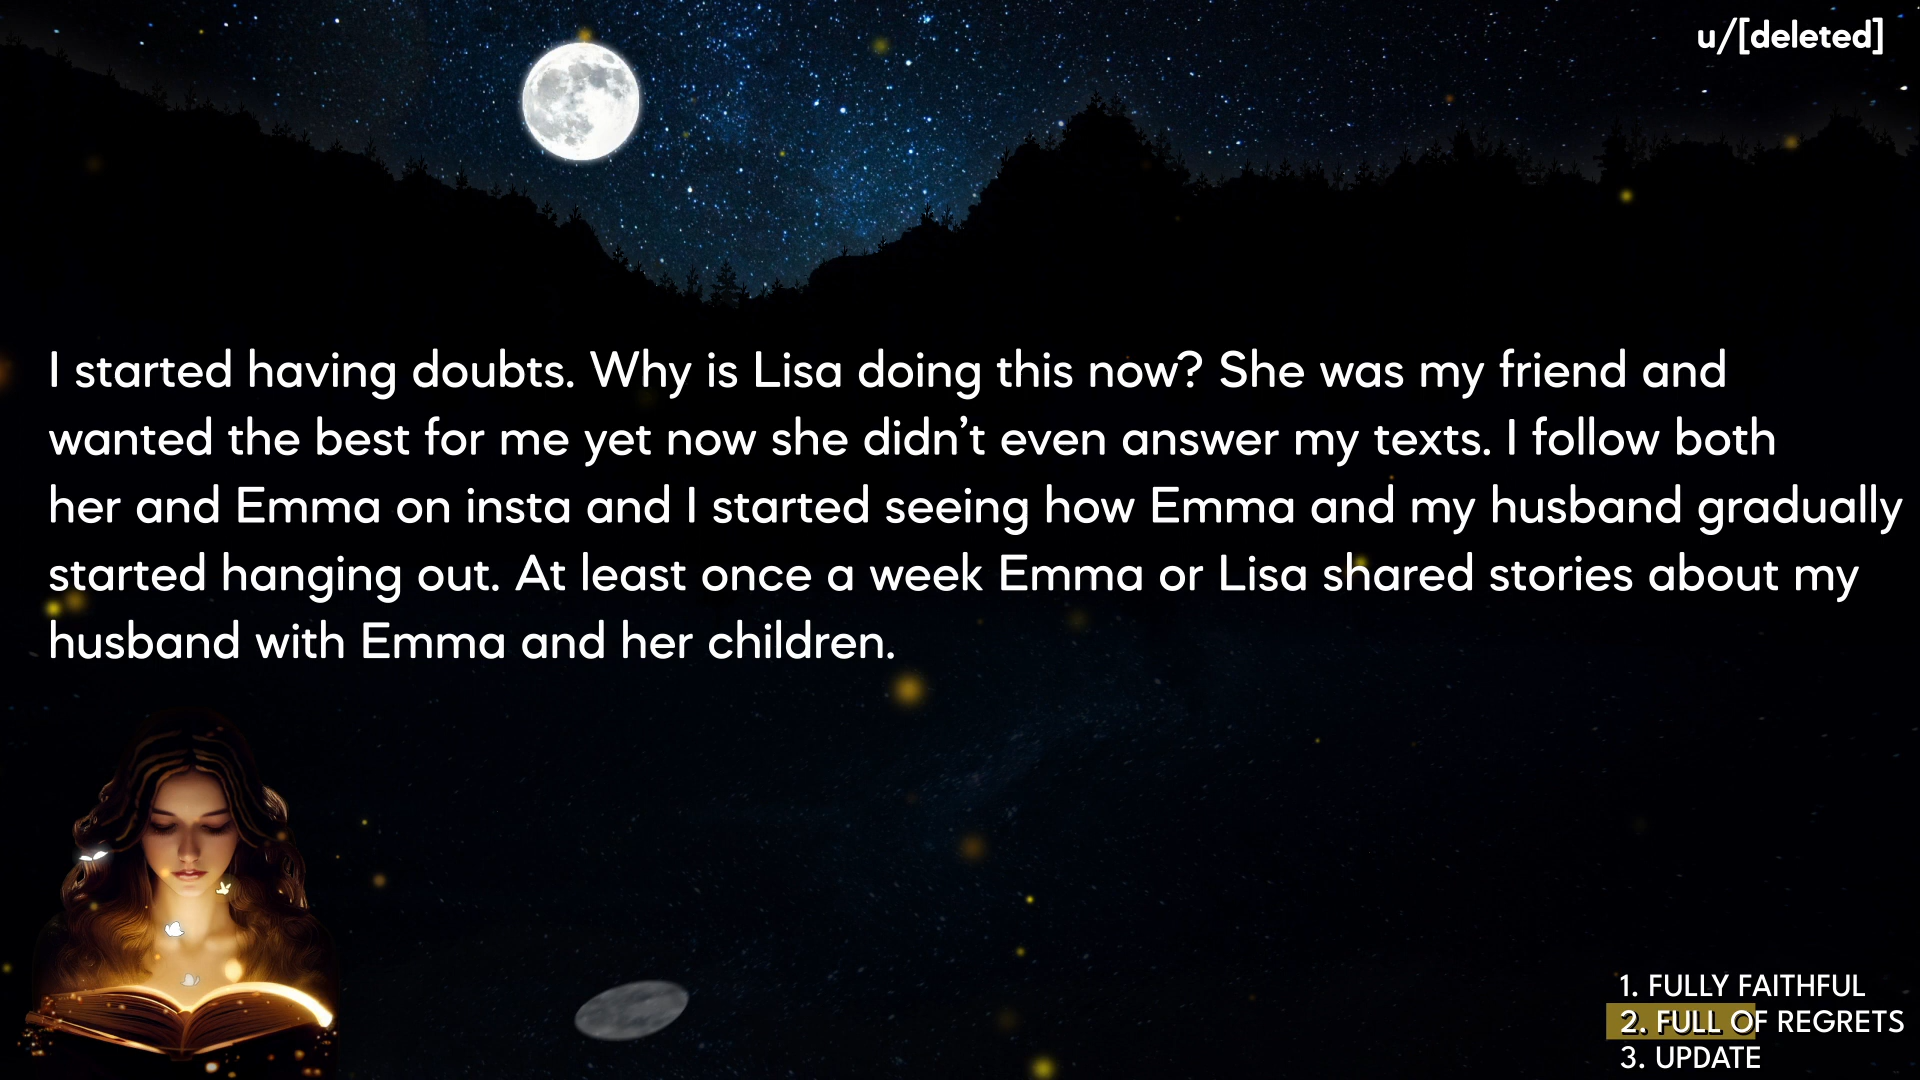 u/[deleted]
I started having doubts. Why is Lisa doing this now? She was my friend and
wanted the best for me yet now she didn’t even answer my texts. I follow both
her and Emma on insta and I started seeing how Emma and my husband gradually
started hanging out. At least once a week Emma or Lisa shared stories about my
husband with Emma and her children.
1. FULLY FAITHFUL
2. FULL OF REGRETS
3. UPDATE